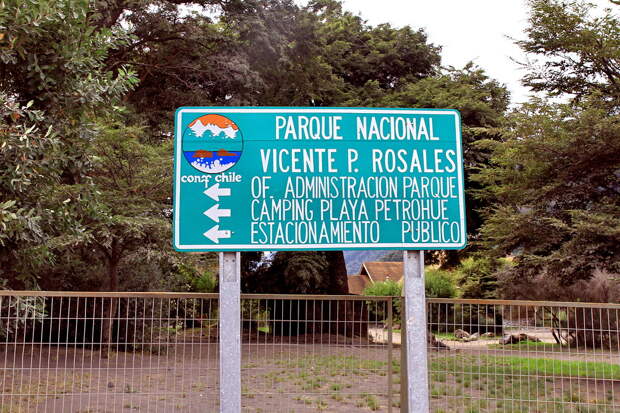 PARQUE NACIONAL
VICENTE P. ROSALES
conaf chile
OF. ADMINISTRACION PARQUE
CAMPING PLAYA PETROHUE
ESTACIONAMIENTO PUBLICO